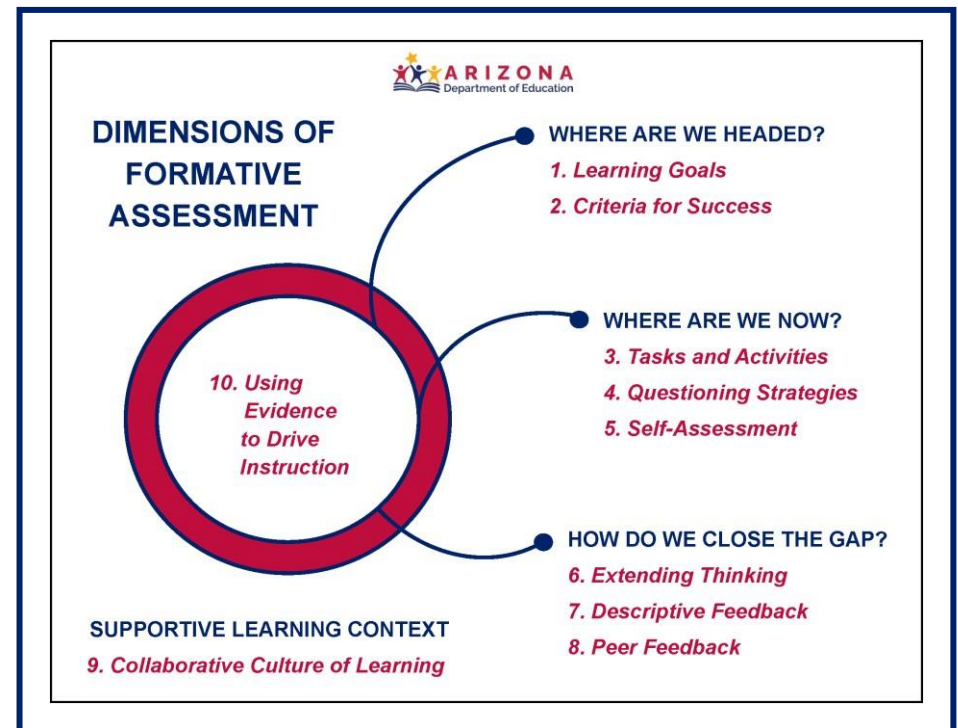 ARIZONA
Department of Education
DIMENSIONS OF
FORMATIVE
ASSESSMENT
WHERE ARE WE HEADED?
1. Learning Goals
2. Criteria for Success
WHERE ARE WE NOW?
3. Tasks and Activities
4. Questioning Strategies
5. Self-Assessment
10. Using
Evidence
to Drive
Instruction
HOW DO WE CLOSE THE GAP?
6. Extending Thinking
7. Descriptive Feedback
8. Peer Feedback
SUPPORTIVE LEARNING CONTEXT
9. Collaborative Culture of Learning